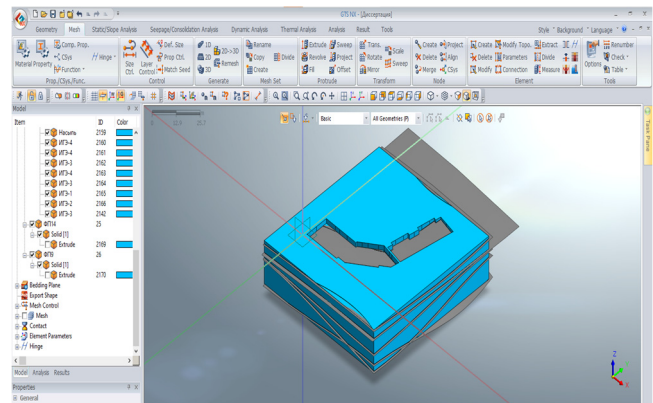 GTS NX - [Диссертация]
Geometry Mesh Static/Slope Analysis Seepage/Consolidation Analysis Dynamic Analysis Thermal Analysis Analysis Result Tools Style Background Language
Material Property Comp. Prop. CSys Function Hinge
Prop./CSys/Func.
Size Ctrl. Layer Control Def. Size Prop Ctrl. Match Seed
Control
1D 2D 3D 2D->3D Remesh
Generate
Rename Copy Create Divide
Mesh Set
Extrude Revolve Fill Sweep Project Offset
Protrude
Trans. Rotate Mirror Scale Sweep
Transform
Create Delete Merge Project Align CSys
Node
Create Delete Modify Modify Topo. Parameters Connection Extract Divide Measure
Element
Options Renumber Check Table
Tools
Model
Item ID Color
Насыпь 2159
ИГЭ-4 2160
ИГЭ-4 2161
ИГЭ-3 2162
ИГЭ-4 2163
ИГЭ-3 2164
ИГЭ-1 2165
ИГЭ-2 2166
ИГЭ-3 2142
ФП14 25
Solid [1]
Extrude 2169
ФП9 26
Solid [1]
Extrude 2170
Bedding Plane
Export Shape
Mesh Control
Mesh
Contact
Element Parameters
Hinge
Model Analysis Results
Properties
General
Basic All Geometries (P)
Task Pane
Z
X